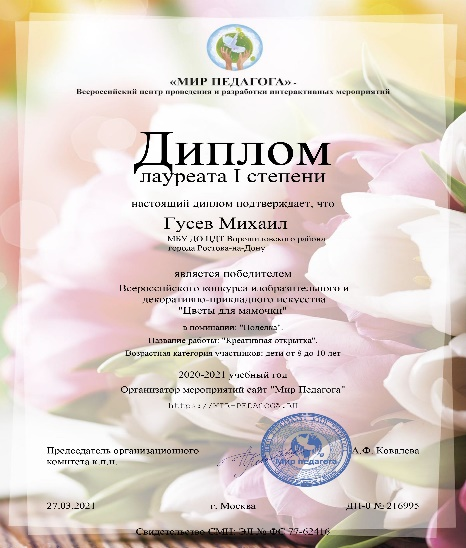 «МИР ПЕДАГОГА» -
Всероссийский центр проведения и разработки интерактивных мероприятий
Диплом
лауреата I степени
настоящий диплом подтверждает, что
Гусев Михаил
МБУ ДО ЦДТ Ворошиловского района
города Ростова-на-Дону
является победителем
Всероссийского конкурса изобразительного и
декоративно-прикладного искусства
"Цветы для мамочки"
в номинации: "Поделка".
Название работы: "Креативная открытка".
Возрастная категория участников: дети от 8 до 10 лет
2020-2021 учебный год
Организатор мероприятий сайт "Мир Педагога"
https://MIR-PEDAGOGA.RU
Председатель организационного
комитета к.п.н.
Мир педагога
А.Ф. Ковалева
27.03.2021
г. Москва
ДП-0 № 216995
Свидетельство СМИ: ЭЛ № ФС 77-62416